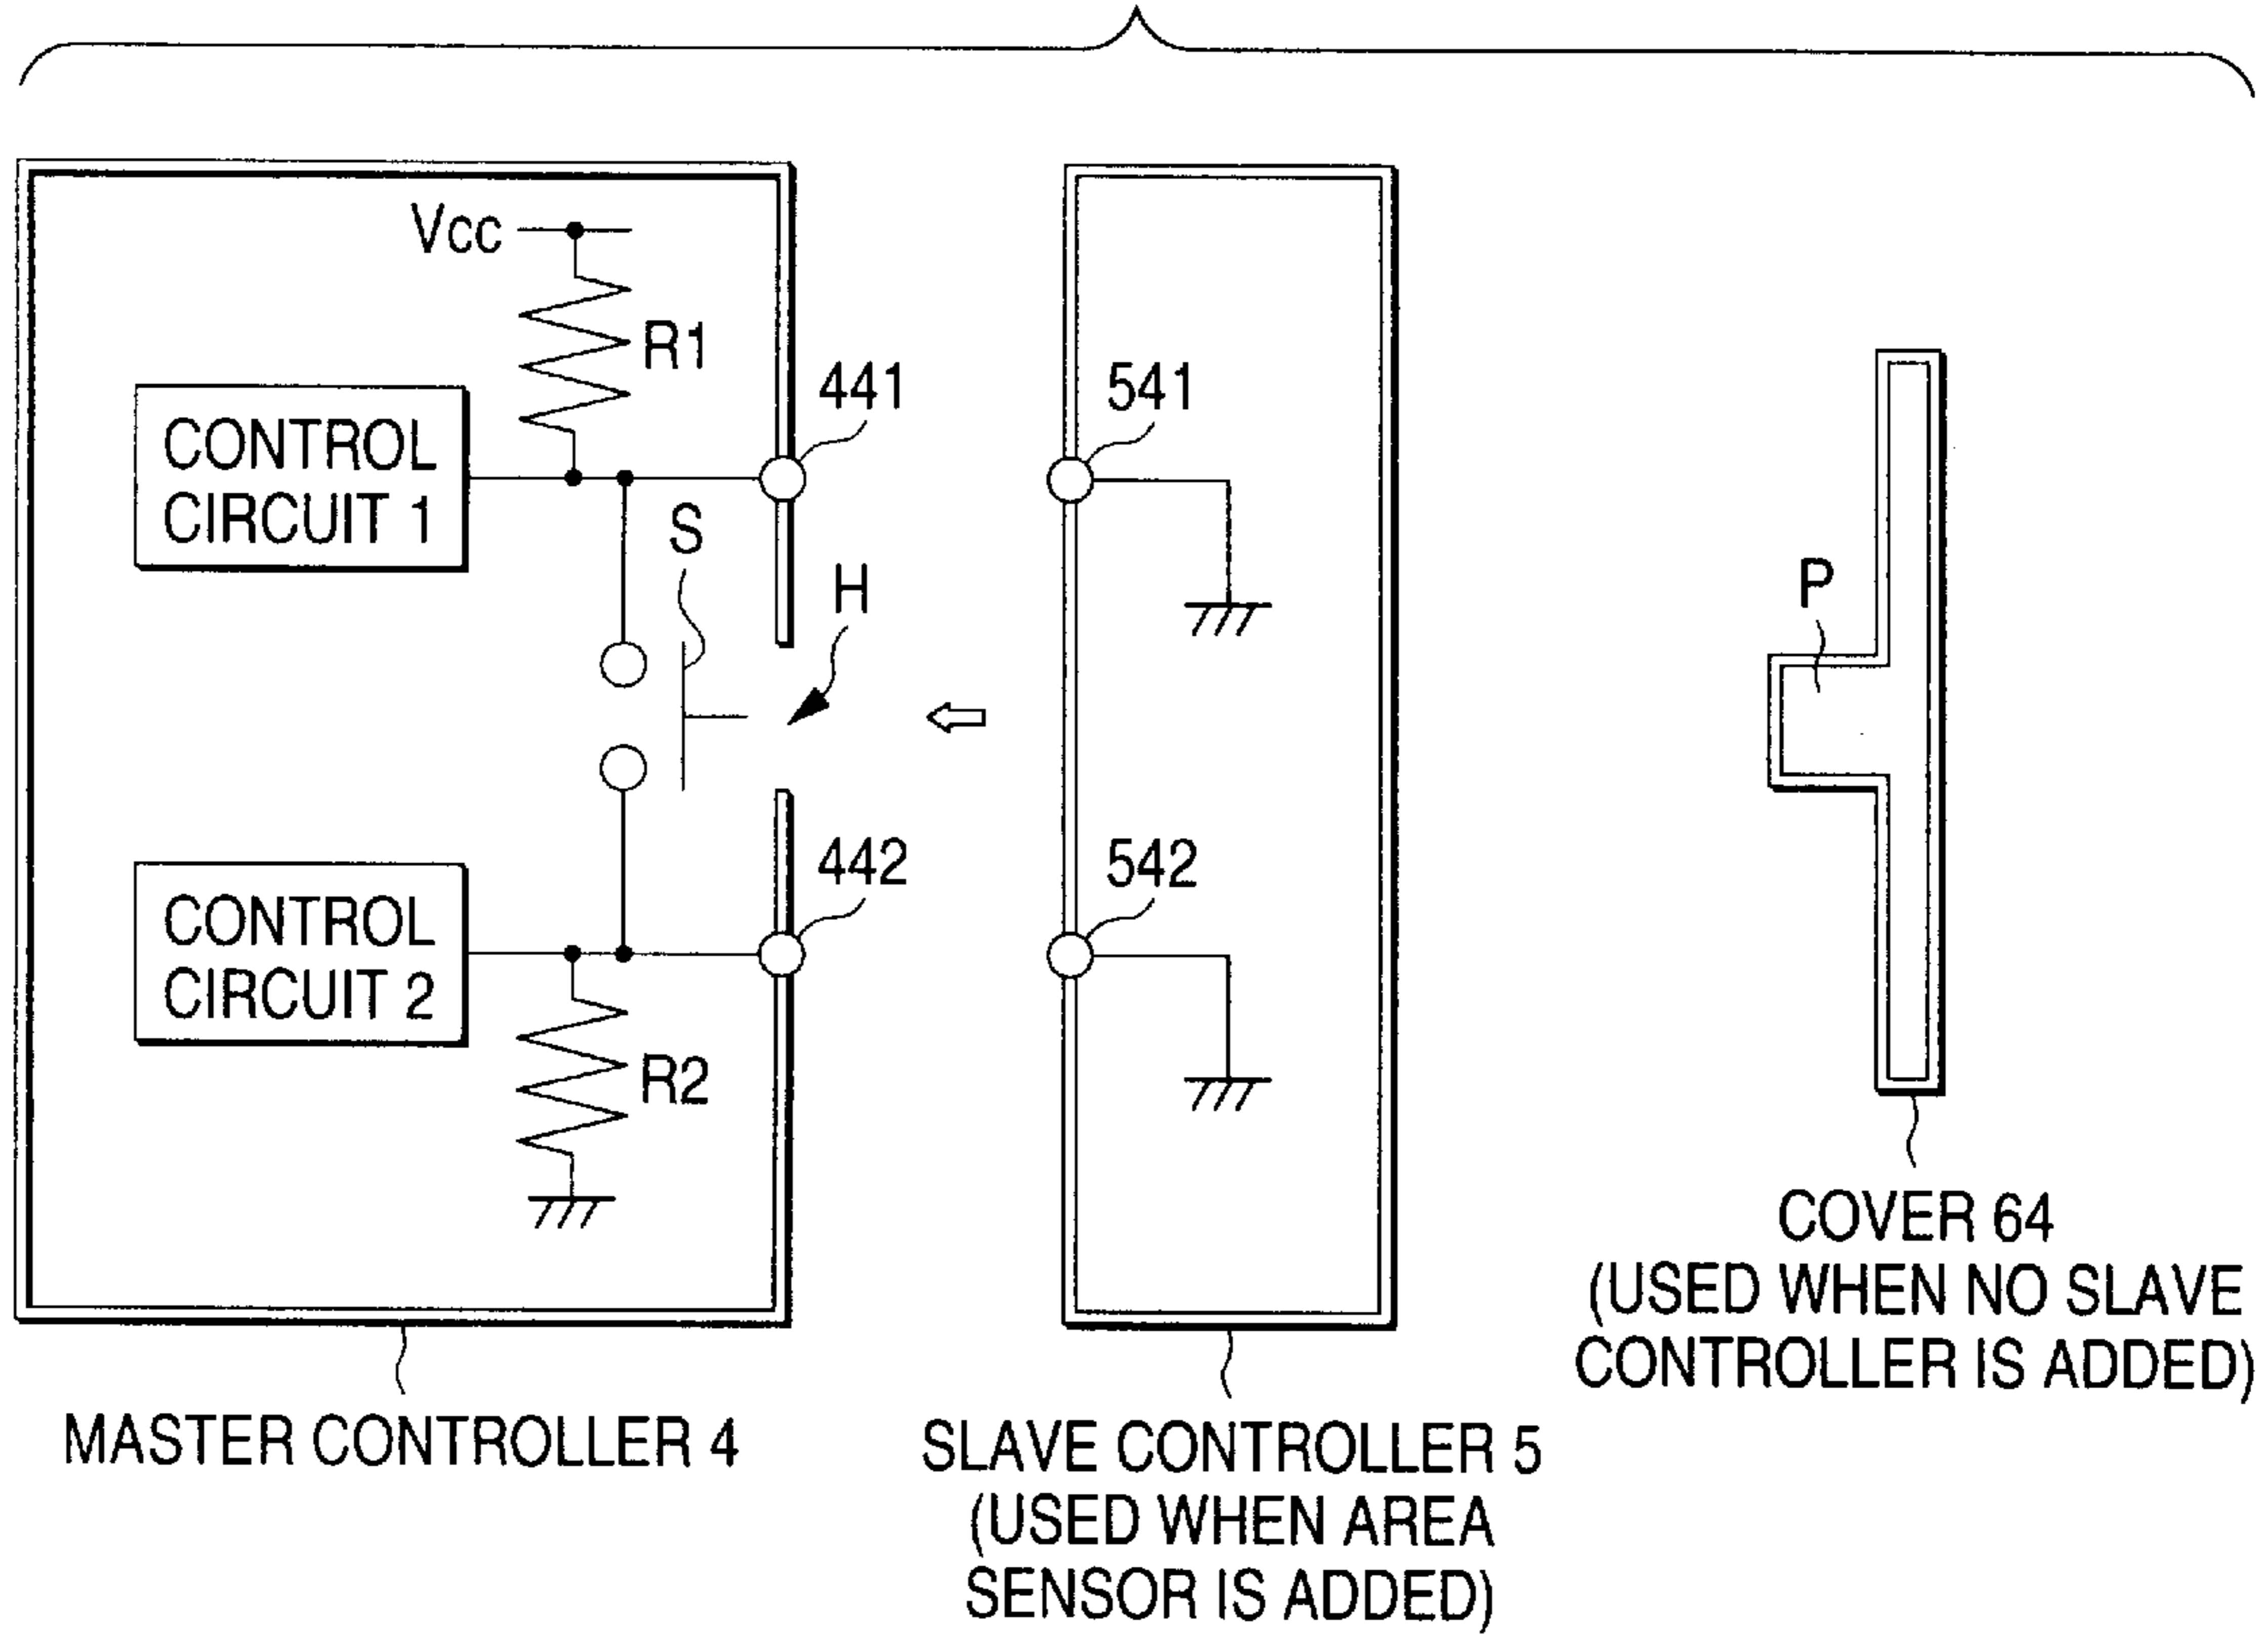 Vcc
R1
441
CONTROL
CIRCUIT 1
S
H
442
CONTROL
CIRCUIT 2
R2
MASTER CONTROLLER 4
541
542
SLAVE CONTROLLER 5
(USED WHEN AREA
SENSOR IS ADDED)
P
COVER 64
(USED WHEN NO SLAVE
CONTROLLER IS ADDED)